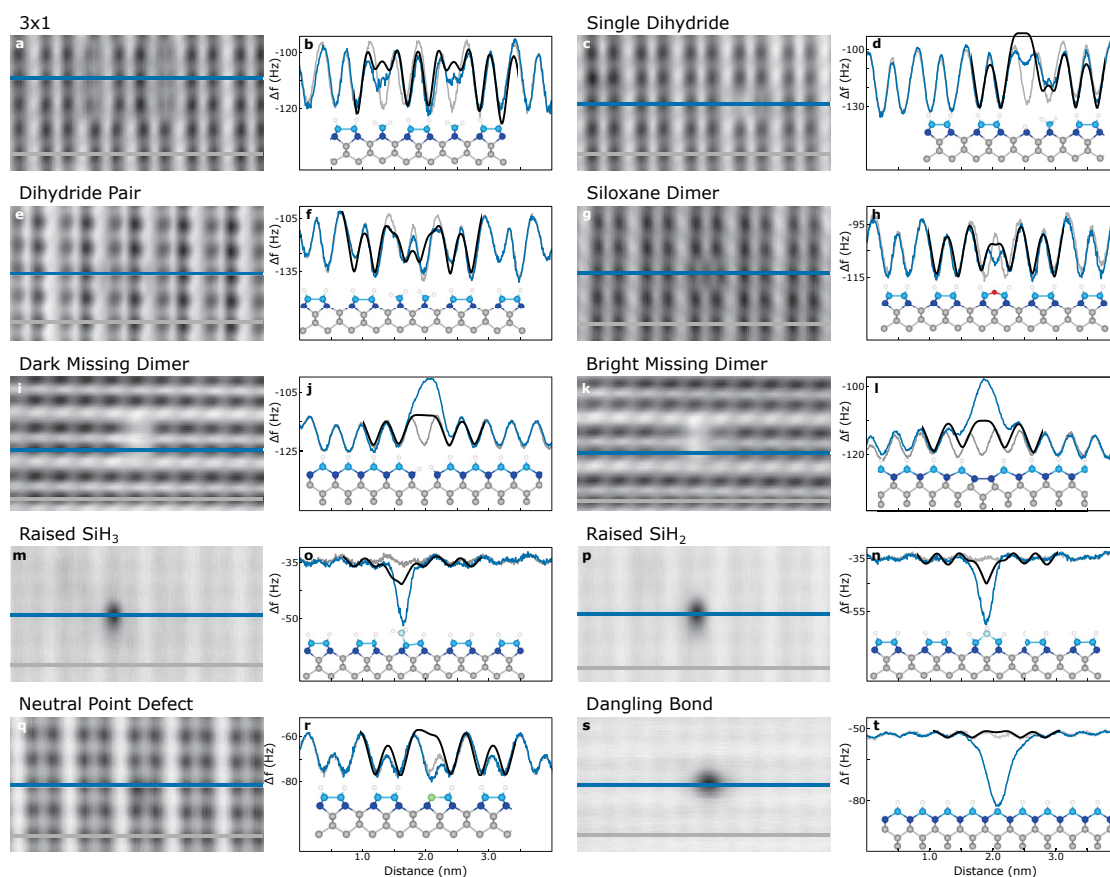 3x1
Single Dihydride
a
b
Δf (Hz)
-100
-120
c
d
Δf (Hz)
-100
-130
Dihydride Pair
Siloxane Dimer
e
f
Δf (Hz)
-105
-135
g
h
Δf (Hz)
-95
-115
Dark Missing Dimer
Bright Missing Dimer
i
j
Δf (Hz)
-105
-125
k
l
Δf (Hz)
-100
-120
Raised SiH₃
Raised SiH₂
m
o
Δf (Hz)
-35
-50
p
n
Δf (Hz)
-35
-55
Neutral Point Defect
Dangling Bond
q
r
Δf (Hz)
-60
-80
s
t
Δf (Hz)
-50
-80
1.0 2.0 3.0
Distance (nm)
1.0 2.0 3.0
Distance (nm)